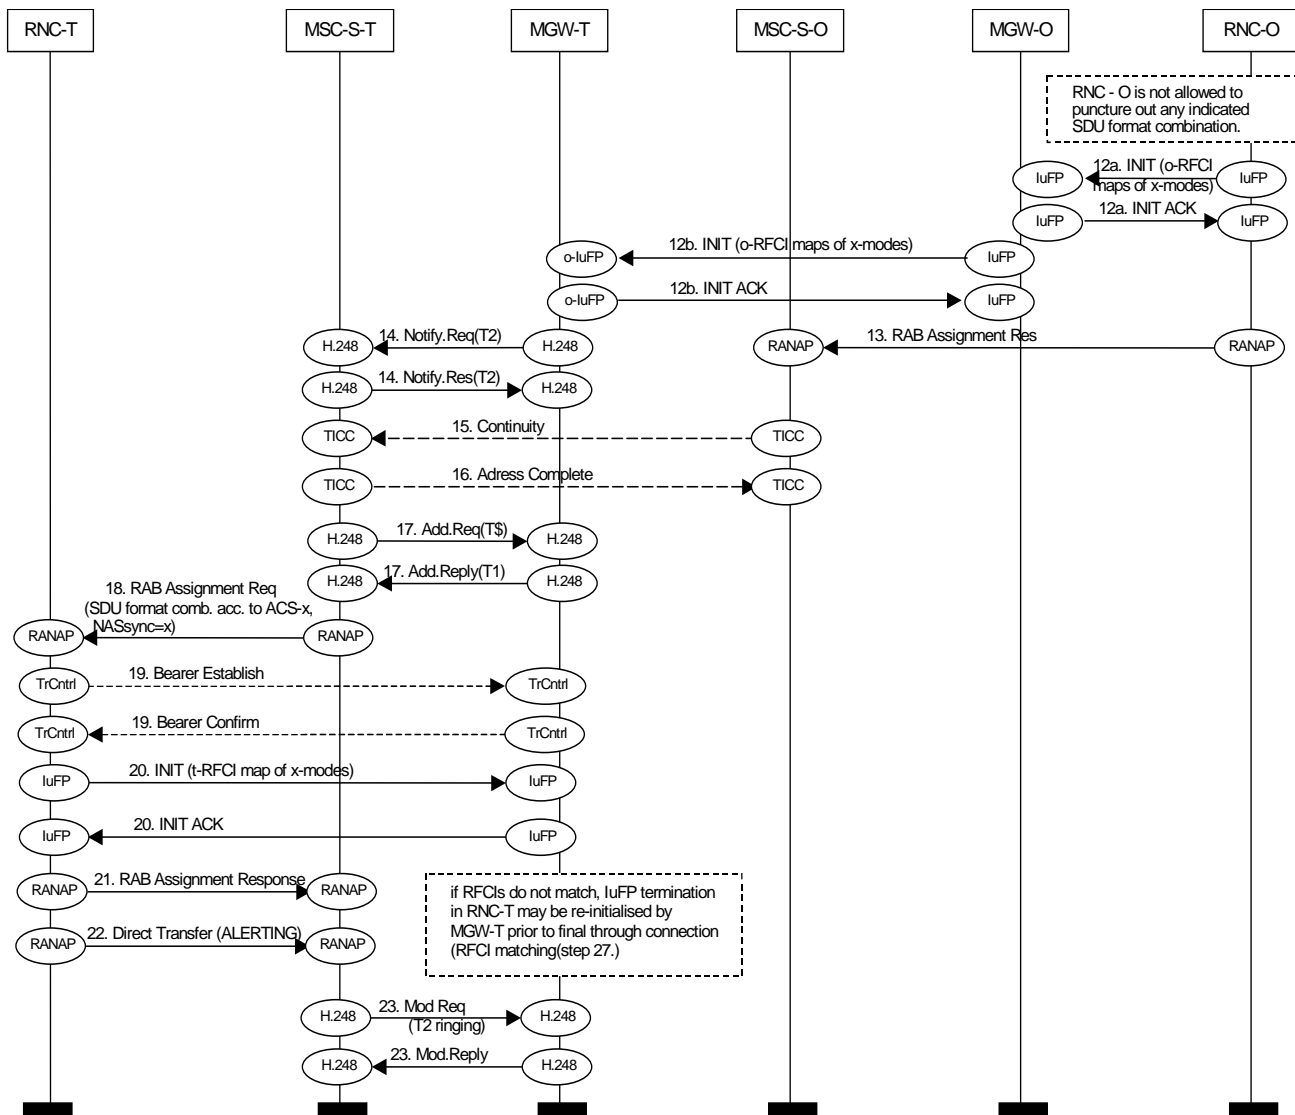 RNC-T
MSC-S-T
MGW-T
MSC-S-O
MGW-O
RNC-O
RNC - O is not allowed to
puncture out any indicated
SDU format combination.
IuFP
12a. INIT (o-RFCI
maps of x-modes)
IuFP
IuFP
12a. INIT ACK
IuFP
o-IuFP
12b. INIT (o-RFCI maps of x-modes)
IuFP
o-IuFP
12b. INIT ACK
IuFP
H.248
14. Notify.Req(T2)
H.248
RANAP
13. RAB Assignment Res
RANAP
H.248
14. Notify.Res(T2)
H.248
TICC
15. Continuity
TICC
TICC
16. Adress Complete
TICC
H.248
17. Add.Req(T$)
H.248
H.248
17. Add.Reply(T1)
H.248
18. RAB Assignment Req
(SDU format comb. acc. to ACS-x,
NASsync=x)
RANAP
RANAP
TrCntrl
19. Bearer Establish
TrCntrl
TrCntrl
19. Bearer Confirm
TrCntrl
IuFP
20. INIT (t-RFCI map of x-modes)
IuFP
IuFP
20. INIT ACK
IuFP
RANAP
21. RAB Assignment Response
RANAP
RANAP
22. Direct Transfer (ALERTING)
RANAP
if RFCIs do not match, IuFP termination
in RNC-T may be re-initialised by
MGW-T prior to final through connection
(RFCI matching(step 27.)
H.248
23. Mod Req
(T2 ringing)
H.248
H.248
23. Mod.Reply
H.248